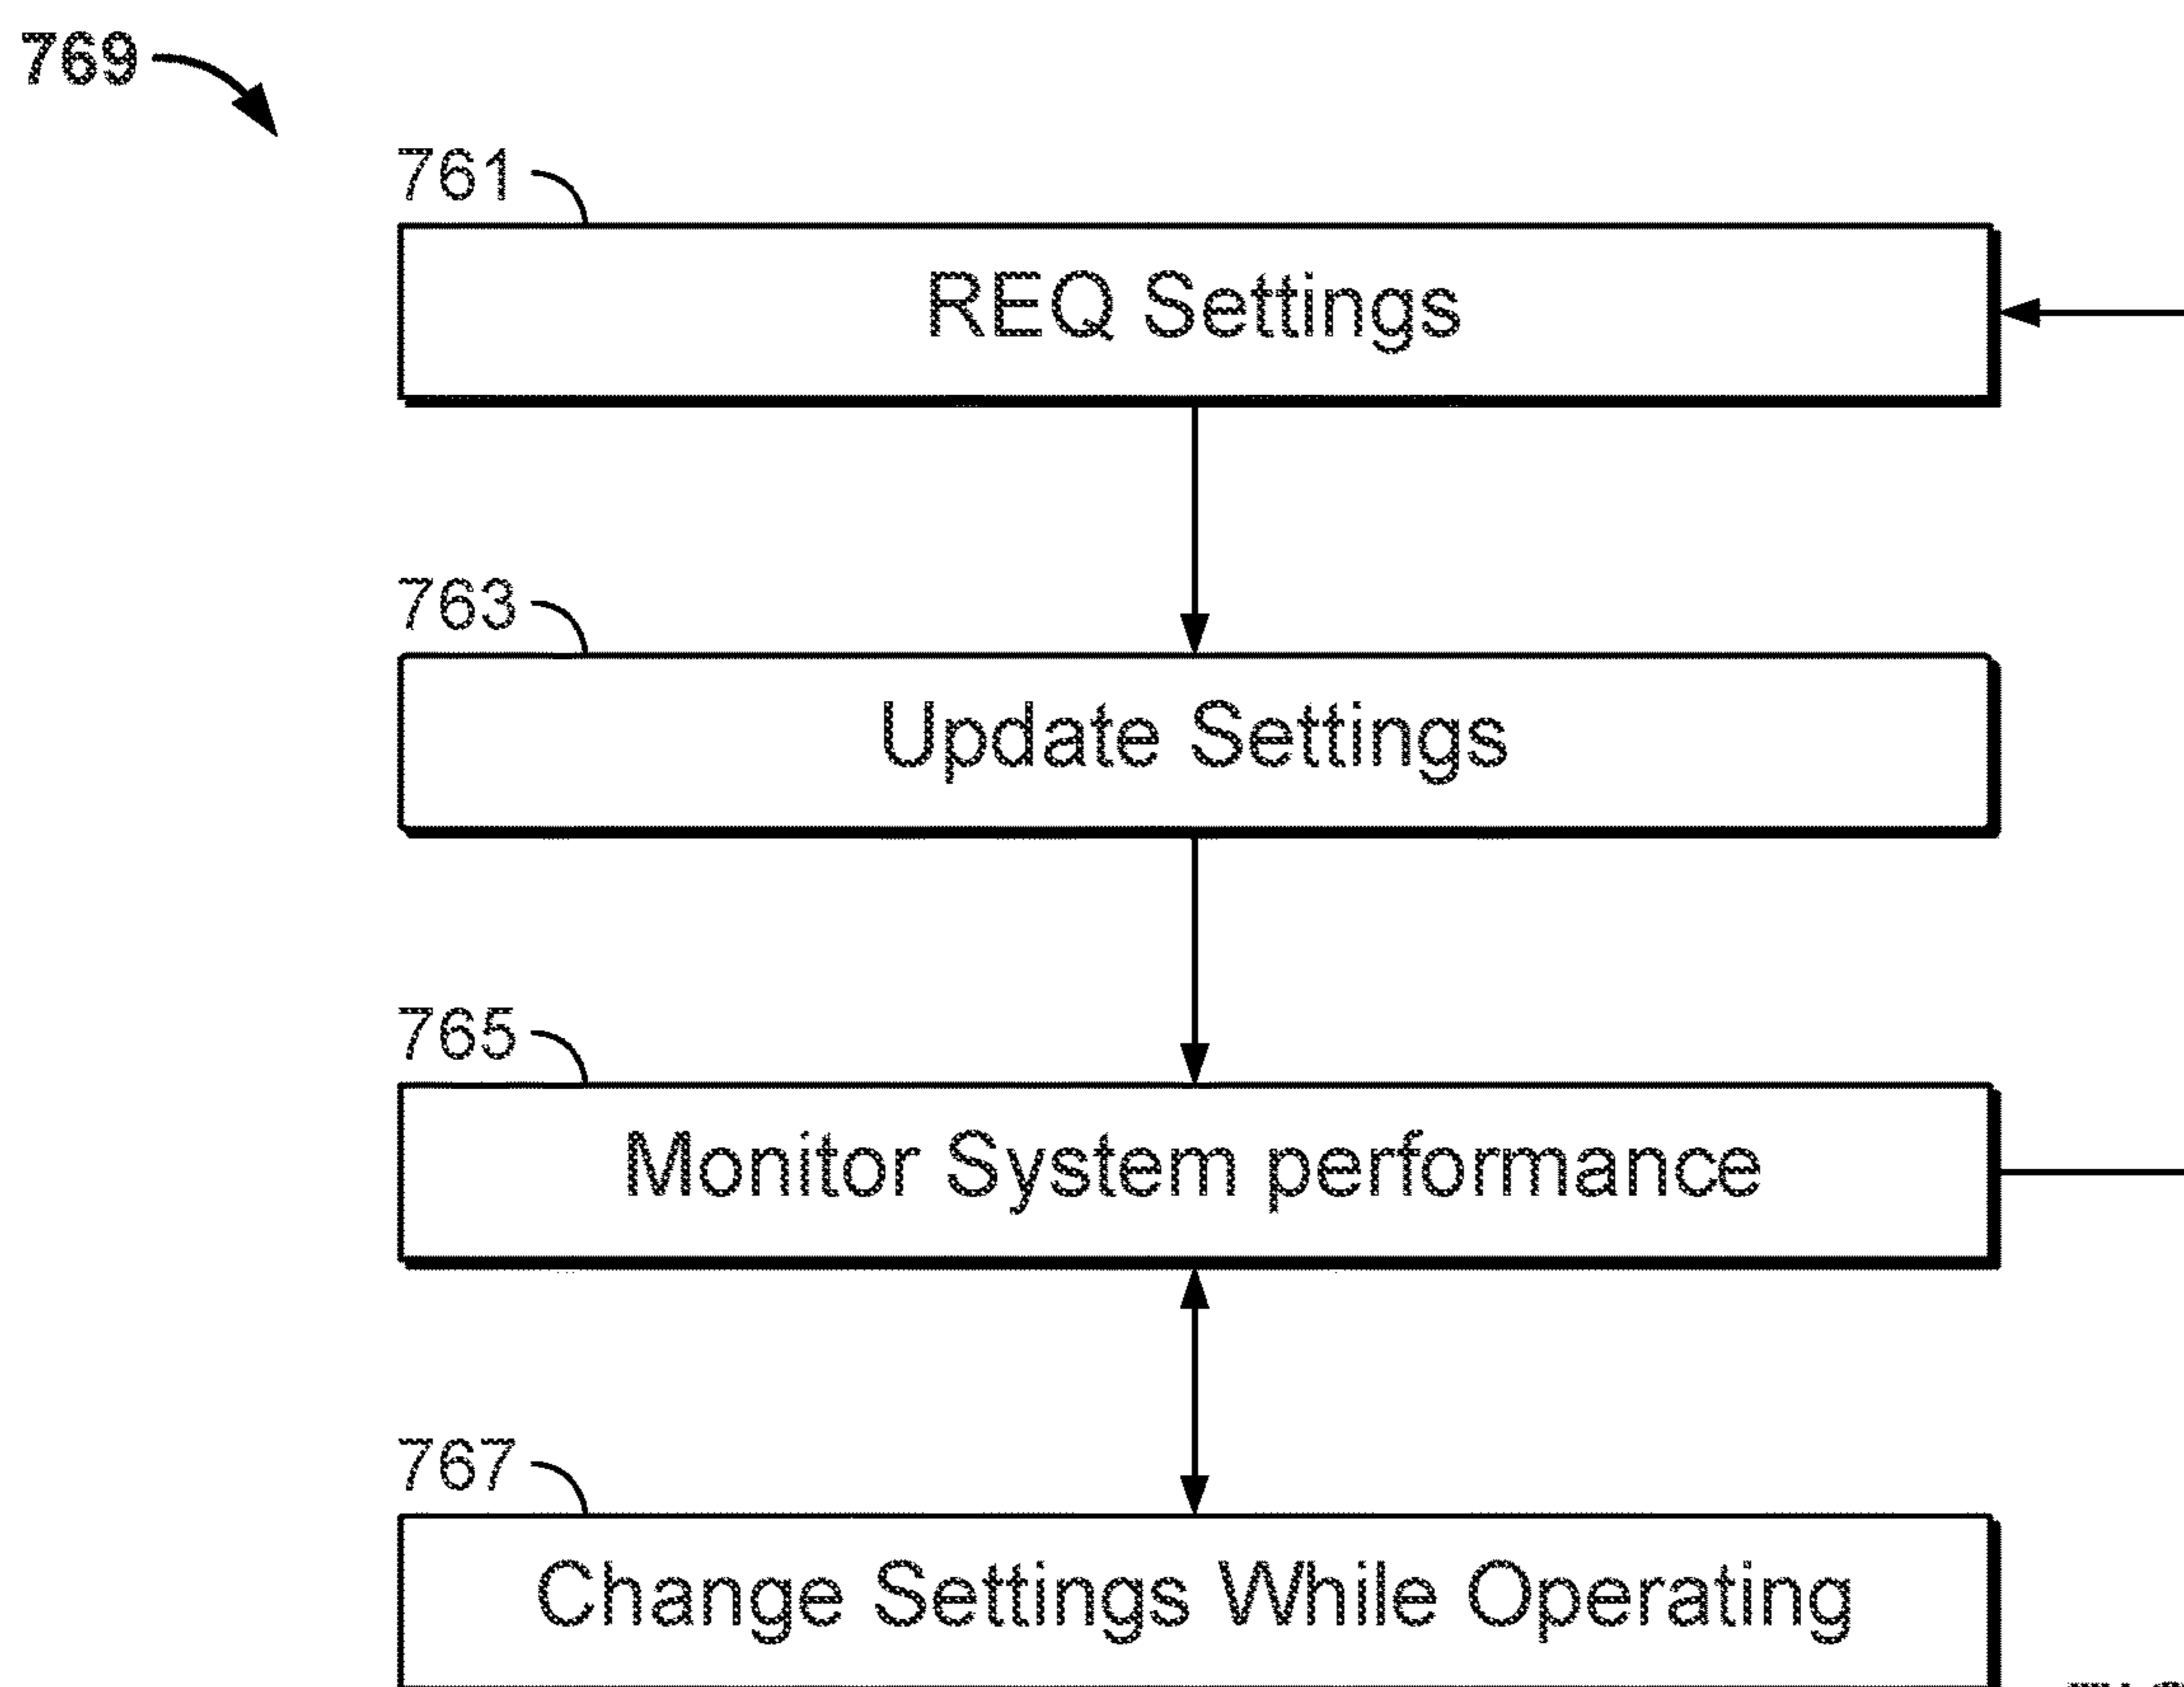 769
761
REQ Settings
763
Update Settings
765
Monitor System performance
767
Change Settings While Operating